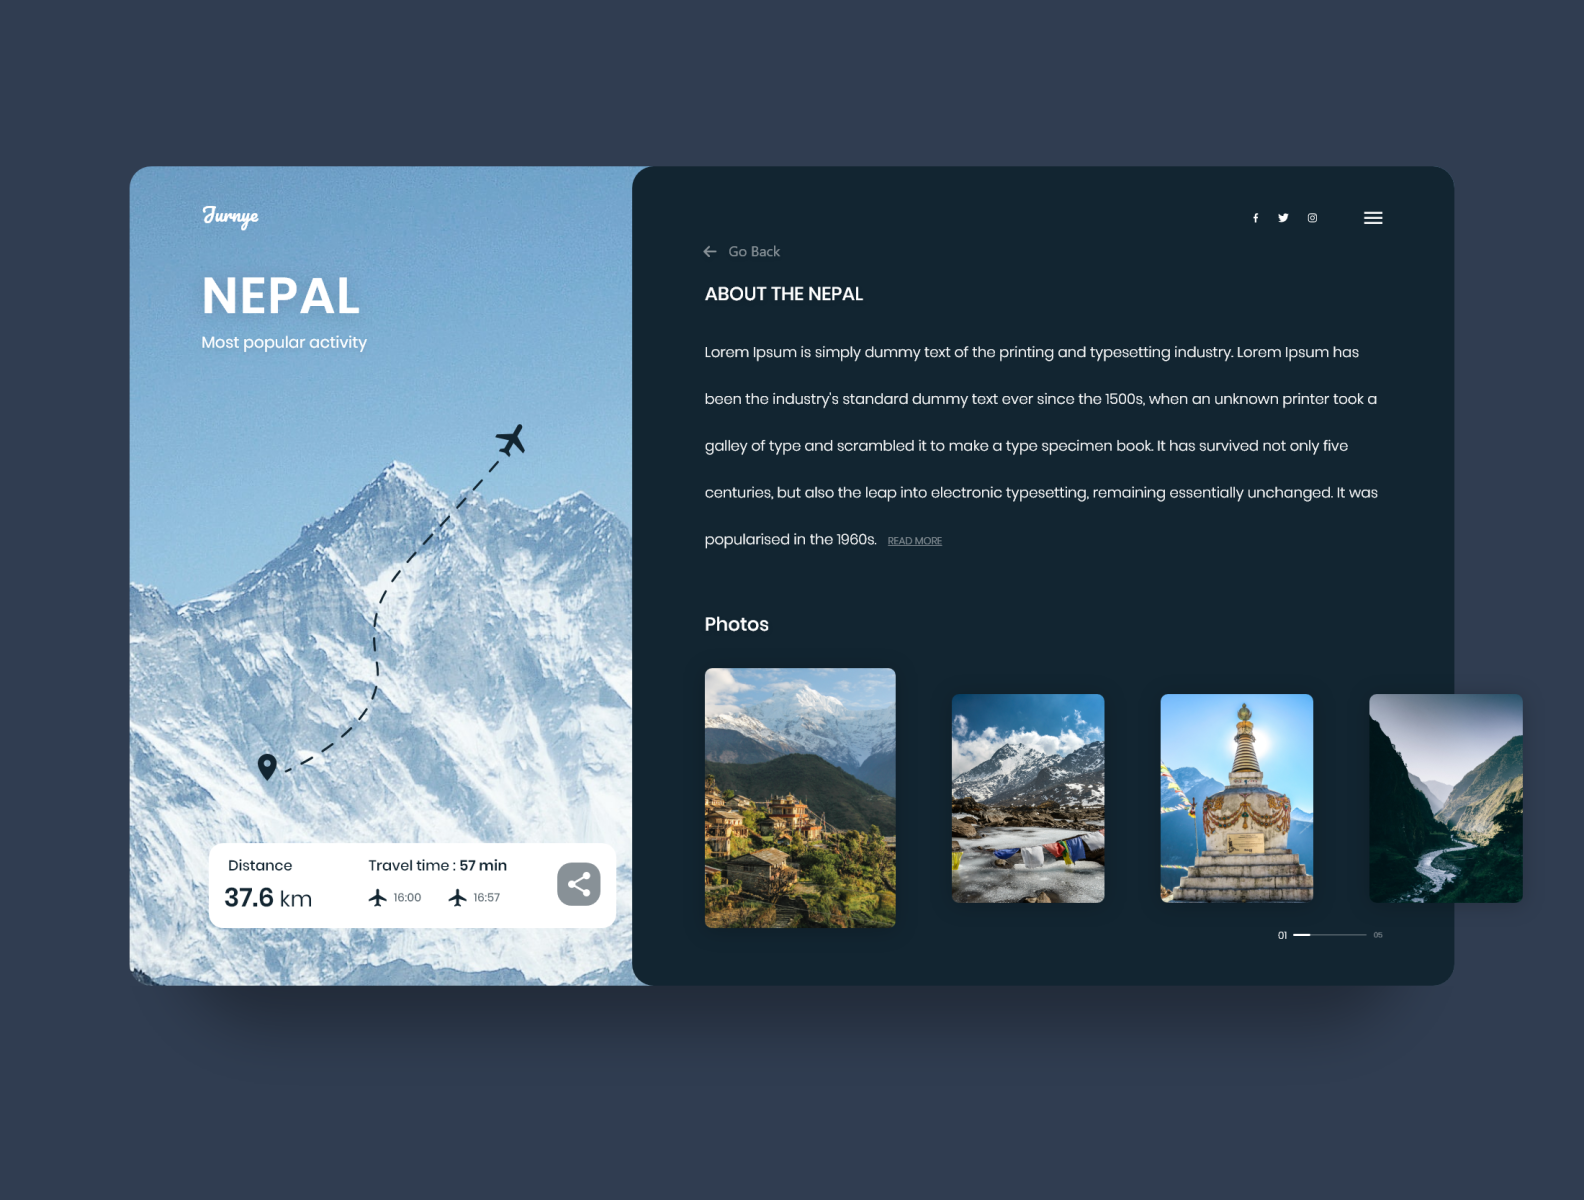 Jurnye
NEPAL
Most popular activity
Distance
37.6 km
Travel time : 57 min
16:00
16:57
Go Back
ABOUT THE NEPAL
Lorem Ipsum is simply dummy text of the printing and typesetting industry. Lorem Ipsum has
been the industry's standard dummy text ever since the 1500s, when an unknown printer took a
galley of type and scrambled it to make a type specimen book. It has survived not only five
centuries, but also the leap into electronic typesetting, remaining essentially unchanged. It was
popularised in the 1960s. READ MORE
Photos
01
05